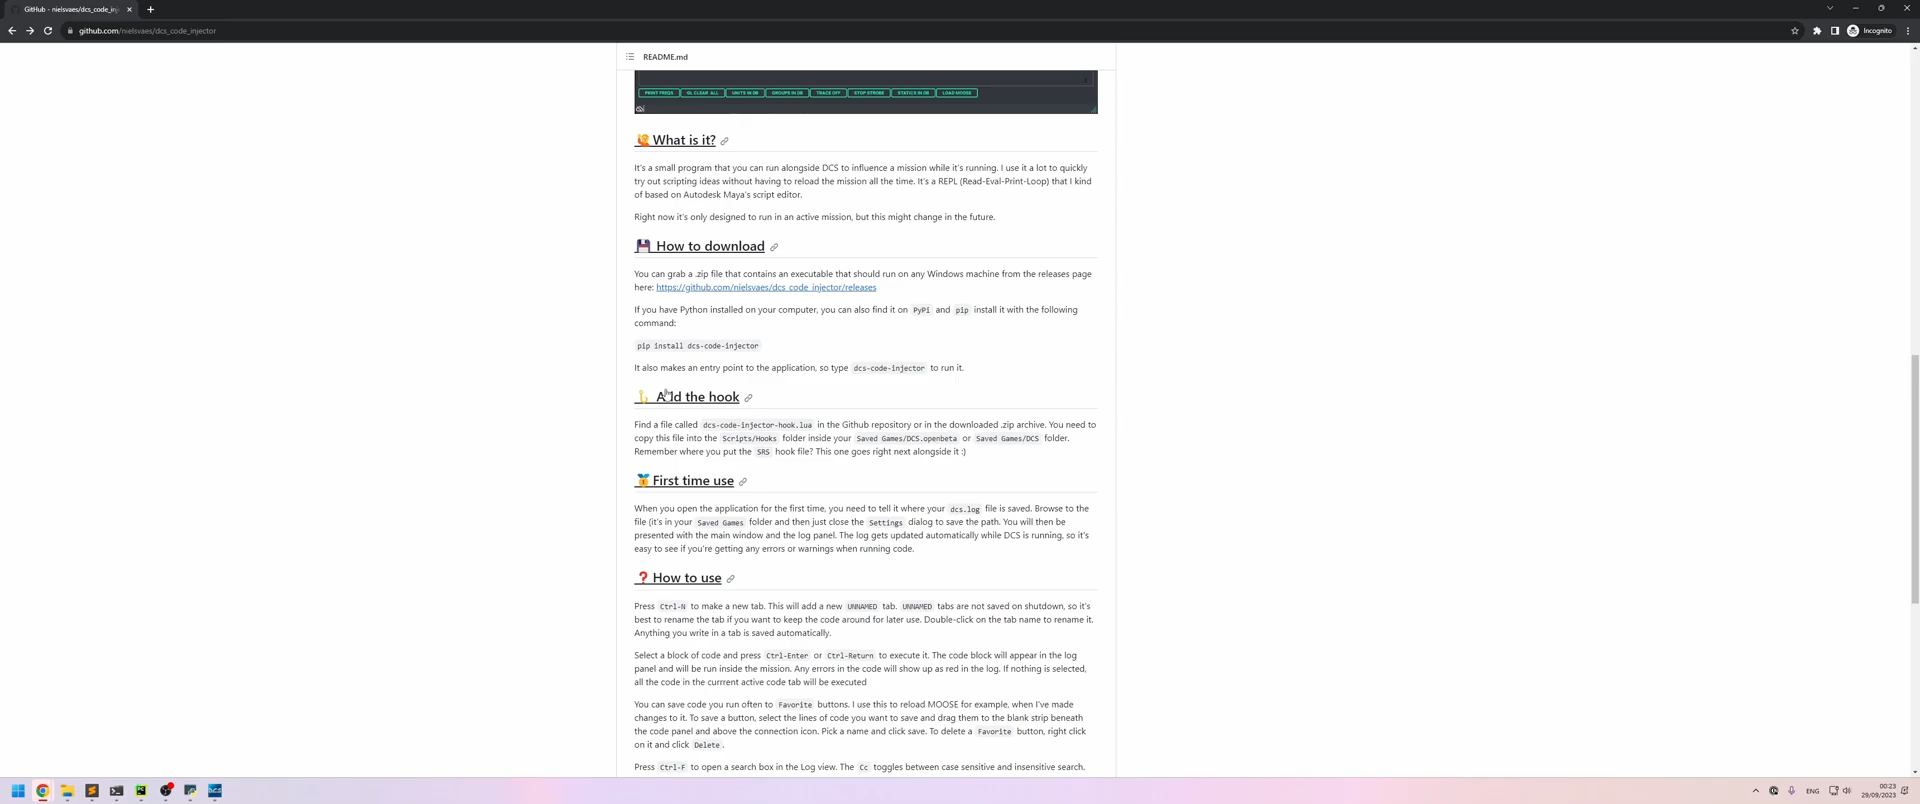 GitHub - nielsvaes/dcs_code_inj
github.com/nielsvaes/dcs_code_injector
Incognito
README.md
PRINT FREQS GL CLEAR ALL UNITS IN DB GROUPS IN DB TRACE OFF STOP STROBE STATICS IN DB LOAD MOOSE
What is it?
It's a small program that you can run alongside DCS to influence a mission while it's running. I use it a lot to quickly
try out scripting ideas without having to reload the mission all the time. It's a REPL (Read-Eval-Print-Loop) that I kind
of based on Autodesk Maya's script editor.
Right now it's only designed to run in an active mission, but this might change in the future.
How to download
You can grab a .zip file that contains an executable that should run on any Windows machine from the releases page
here: https://github.com/nielsvaes/dcs_code_injector/releases
If you have Python installed on your computer, you can also find it on PyPi and pip install it with the following
command:
pip install dcs-code-injector
It also makes an entry point to the application, so type dcs-code-injector to run it.
Add the hook
Find a file called dcs-code-injector-hook.lua in the Github repository or in the downloaded .zip archive. You need to
copy this file into the Scripts/Hooks folder inside your Saved Games/DCS.openbeta or Saved Games/DCS folder.
Remember where you put the SRS hook file? This one goes right next alongside it :)
First time use
When you open the application for the first time, you need to tell it where your dcs.log file is saved. Browse to the
file (it's in your Saved Games folder and then just close the Settings dialog to save the path. You will then be
presented with the main window and the log panel. The log gets updated automatically while DCS is running, so it's
easy to see if you're getting any errors or warnings when running code.
How to use
Press Ctrl-N to make a new tab. This will add a new UNNAMED tab. UNNAMED tabs are not saved on shutdown, so it's
best to rename the tab if you want to keep the code around for later use. Double-click on the tab name to rename it.
Anything you write in a tab is saved automatically.
Select a block of code and press Ctrl-Enter or Ctrl-Return to execute it. The code block will appear in the log
panel and will be run inside the mission. Any errors in the code will show up as red in the log. If nothing is selected,
all the code in the currrent active code tab will be executed
You can save code you run often to Favorite buttons. I use this to reload MOOSE for example, when I've made
changes to it. To save a button, select the lines of code you want to save and drag them to the blank strip beneath
the code panel and above the connection icon. Pick a name and click save. To delete a Favorite button, right click
on it and click Delete.
Press Ctrl-F to open a search box in the Log view. The Cc toggles between case sensitive and insensitive search.
ENG
00:23
29/09/2023